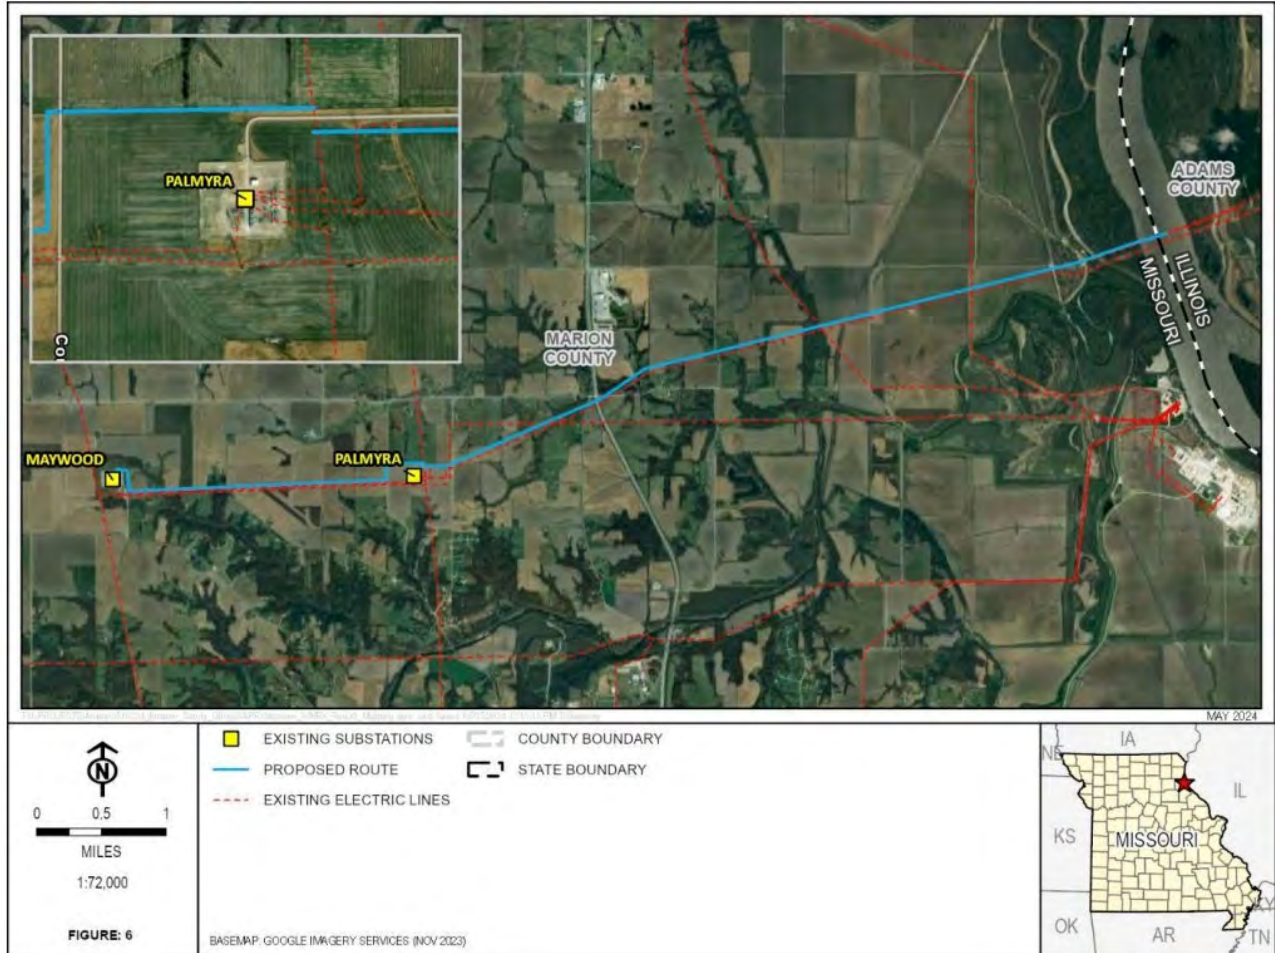 PALMYRA
Co
ADAMS
COUNTY
ILLINOIS
MISSOURI
MARION
COUNTY
MAYWOOD
PALMYRA
MAY 2024
N
0 0.5 1
MILES
1:72,000
FIGURE: 6
EXISTING SUBSTATIONS
PROPOSED ROUTE
EXISTING ELECTRIC LINES
COUNTY BOUNDARY
STATE BOUNDARY
BASEMAP: GOOGLE IMAGERY SERVICES (NOV 2023)
NE
IA
IL
KS
MISSOURI
KY
OK
AR
TN